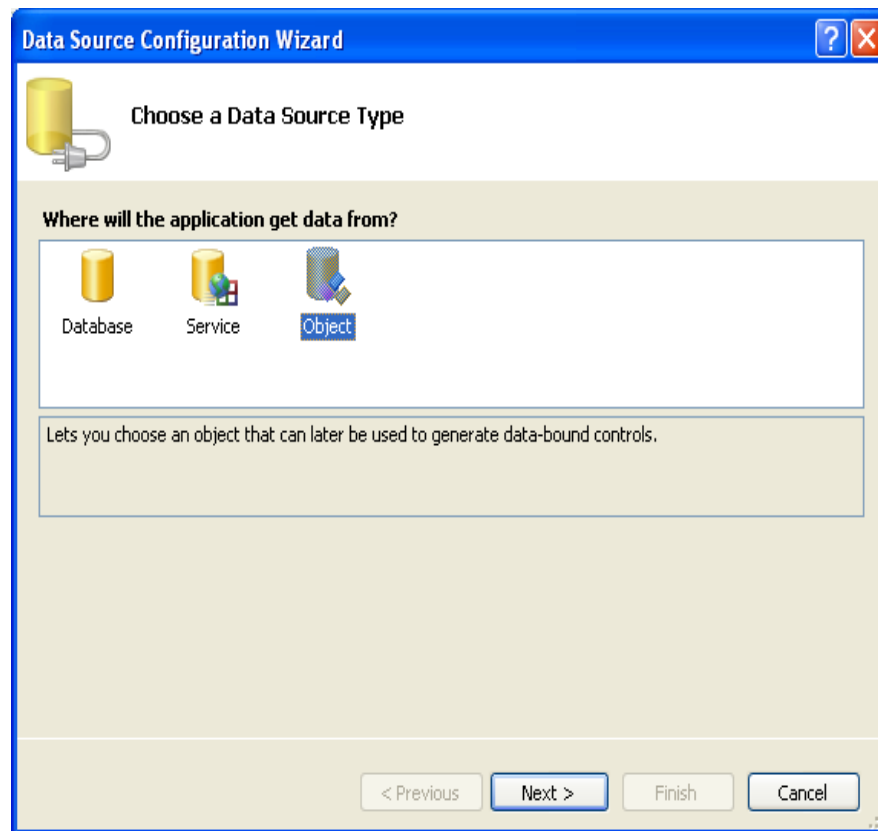 Data Source Configuration Wizard
?
Choose a Data Source Type
Where will the application get data from?
Database Service Object
Lets you choose an object that can later be used to generate data-bound controls.
< Previous Next > Finish Cancel